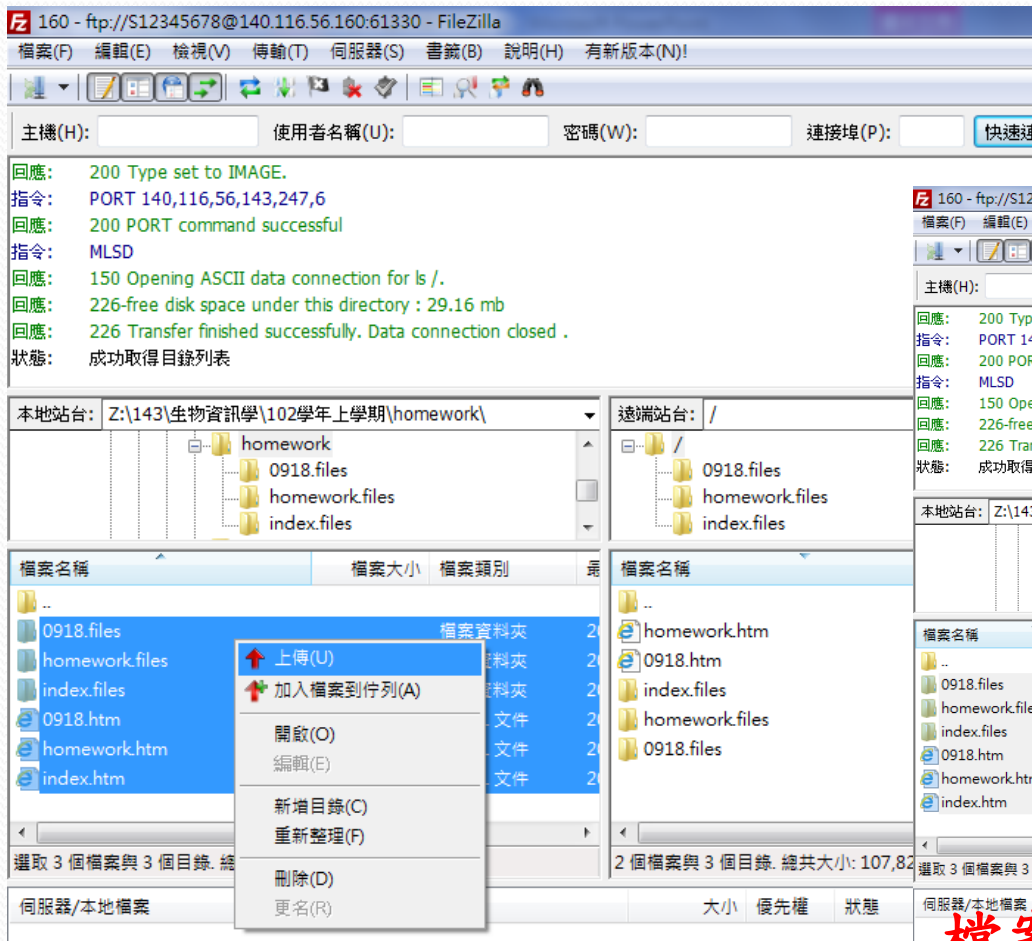 160 - ftp://S12345678@140.116.56.160:61330 - FileZilla
檔案(F) 編輯(E) 檢視(V) 傳輸(T) 伺服器(S) 書籤(B) 說明(H) 有新版本(N)!
主機(H): 使用者名稱(U): 密碼(W): 連接埠(P): 快速
回應: 200 Type set to IMAGE.
指令: PORT 140,116,56,143,247,6
回應: 200 PORT command successful
指令: MLSD
回應: 150 Opening ASCII data connection for ls /.
回應: 226-free disk space under this directory : 29.16 mb
回應: 226 Transfer finished successfully. Data connection closed .
狀態: 成功取得目錄列表
本地站台: Z:\143\生物資訊學\102學年上學期\homework\
homework
0918.files
homework.files
index.files
遠端站台: /
/
0918.files
homework.files
index.files
檔案名稱 檔案大小 檔案類別
..
0918.files 檔案資料夾
homework.files 資料夾
index.files 資料夾
0918.htm 文件
homework.htm 文件
index.htm 文件
選取 3 個檔案與 3 個目錄. 總
上傳(U)
加入檔案到佇列(A)
開啟(O)
編輯(E)
新增目錄(C)
重新整理(F)
刪除(D)
更名(R)
檔案名稱
..
homework.htm
0918.htm
index.files
homework.files
0918.files
2 個檔案與 3 個目錄. 總共大小: 107,82
伺服器/本地檔案 大小 優先權 狀態
160 - ftp://S12
檔案(F) 編輯(E)
主機(H):
回應: 200 Typ
指令: PORT 14
回應: 200 POR
指令: MLSD
回應: 150 Ope
回應: 226-free
回應: 226 Tran
狀態: 成功取得
本地站台: Z:\143
檔案名稱
..
0918.files
homework.file
index.files
0918.htm
homework.htm
index.htm
選取 3 個檔案與 3
伺服器/本地檔案
檔案